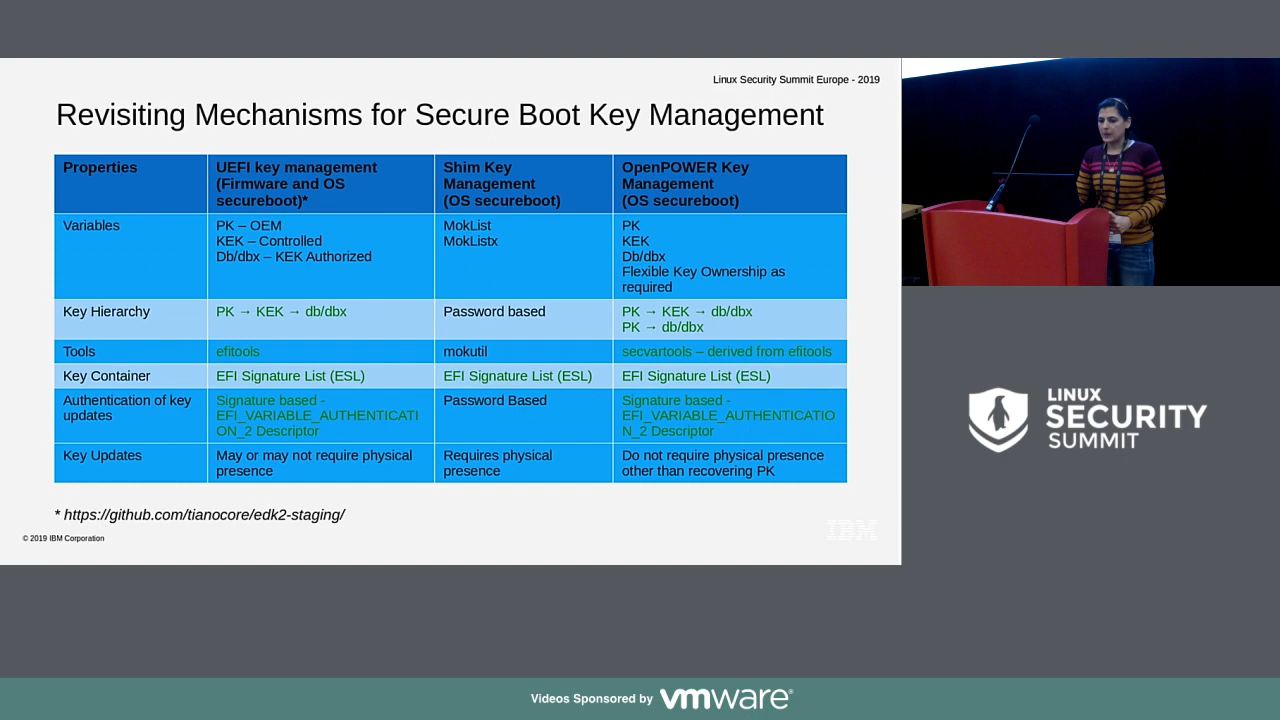 Linux Security Summit Europe - 2019
Revisiting Mechanisms for Secure Boot Key Management
Properties
UEFI key management
(Firmware and OS
secureboot)*
Shim Key
Management
(OS secureboot)
OpenPOWER Key
Management
(OS secureboot)
Variables
PK – OEM
KEK – Controlled
Db/dbx – KEK Authorized
MokList
MokListx
PK
KEK
Db/dbx
Flexible Key Ownership as
required
Key Hierarchy
PK → KEK → db/dbx
Password based
PK → KEK → db/dbx
PK → db/dbx
Tools
efitools
mokutil
secvartools – derived from efitools
Key Container
EFI Signature List (ESL)
EFI Signature List (ESL)
EFI Signature List (ESL)
Authentication of key
updates
Signature based -
EFI_VARIABLE_AUTHENTICATI
ON_2 Descriptor
Password Based
Signature based -
EFI_VARIABLE_AUTHENTICATIO
N_2 Descriptor
Key Updates
May or may not require physical
presence
Requires physical
presence
Do not require physical presence
other than recovering PK
* https://github.com/tianocore/edk2-staging/
© 2019 IBM Corporation
IBM
LINUX
SECURITY
SUMMIT
Videos Sponsored by vmware®